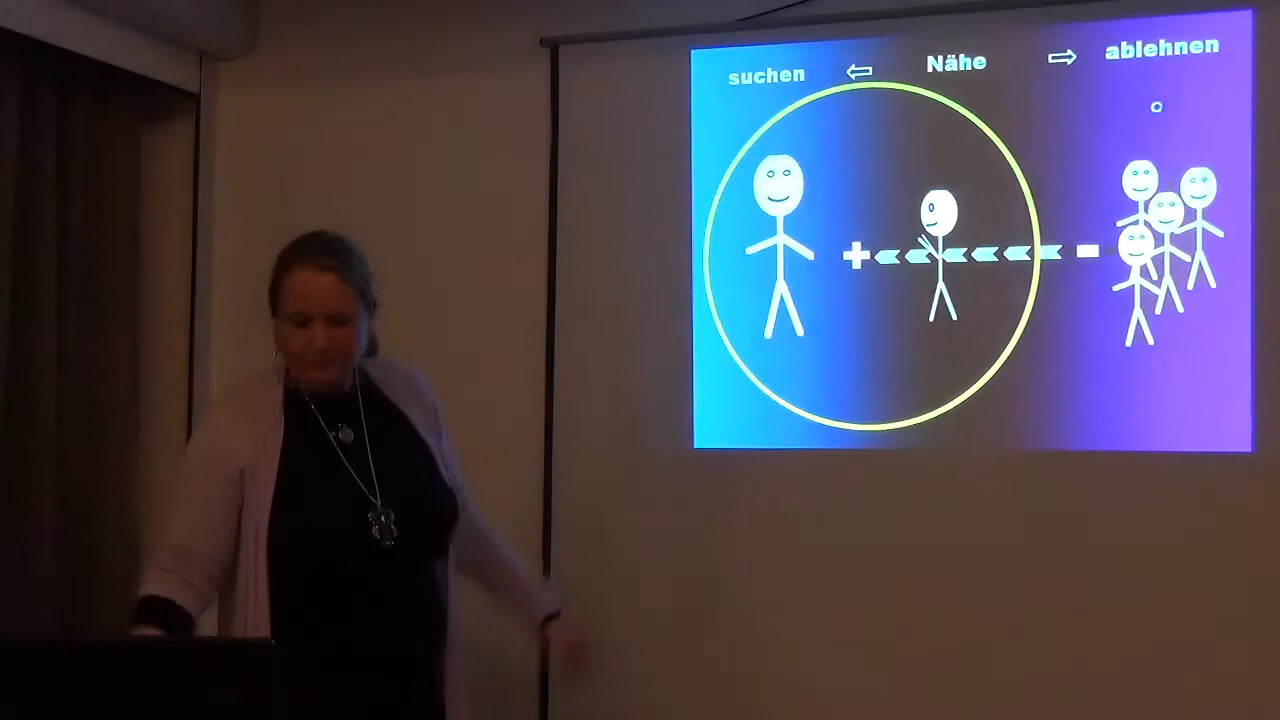 suchen ⇐ Nähe ⇒ ablehnen
+ -